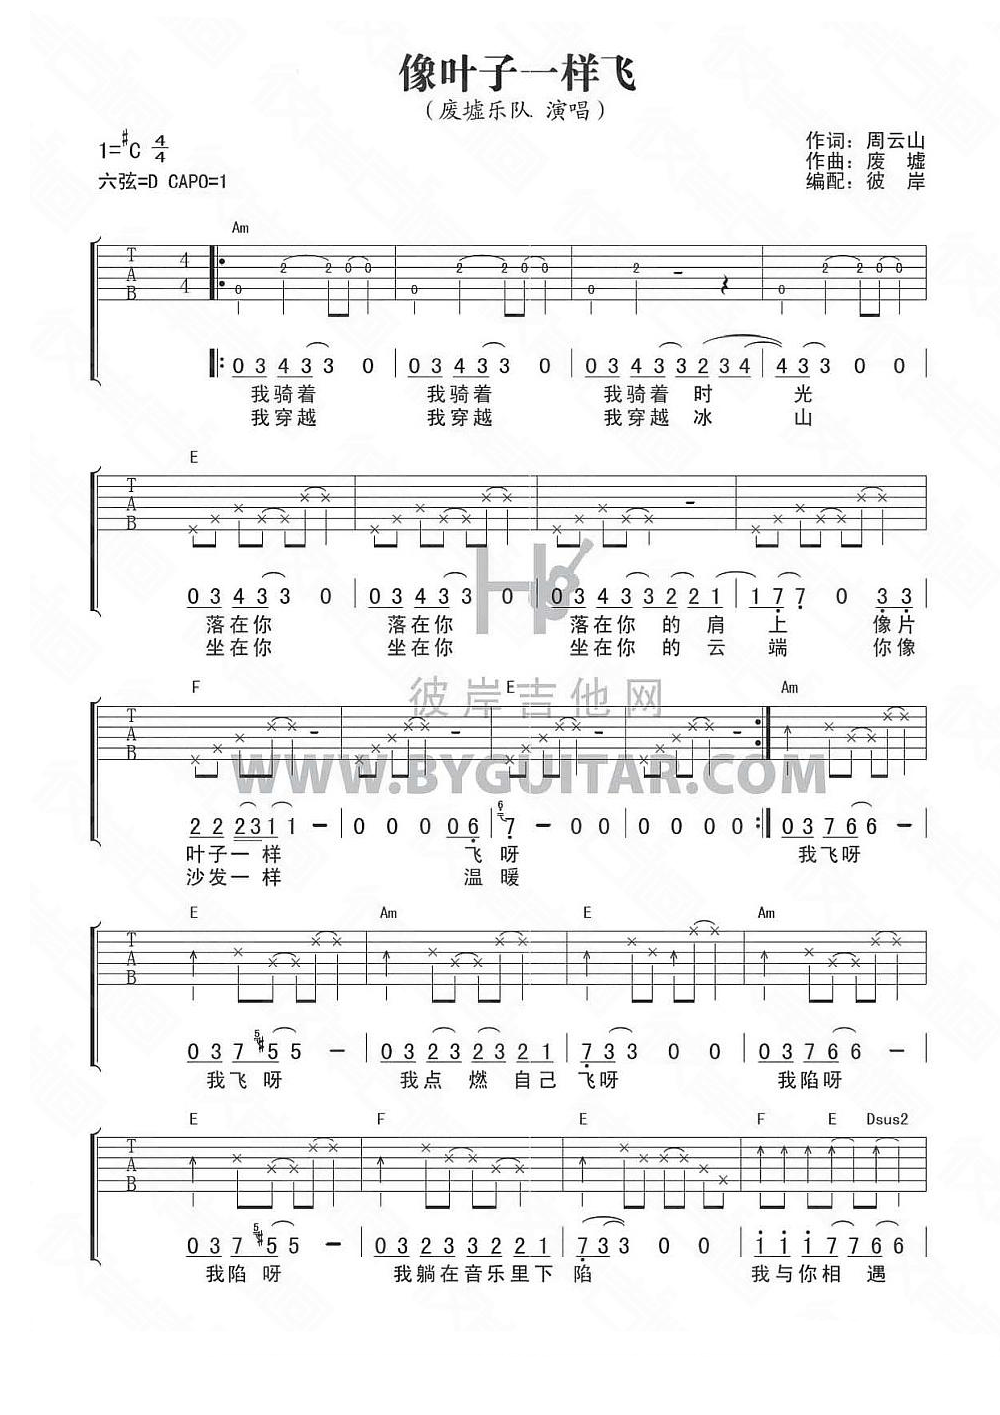 像叶子一样飞
（废墟乐队 演唱）
1=#C 4/4
作词：周云山
作曲：废 墟
六弦=D CAPO=1
编配：彼 岸
Am
T A B 4 4 0 2 2 0 0 0 2 2 0 0 0 2 0 2 2 0 0
0 3 4 3 3 0 | 0 3 4 3 3 0 | 0 3 4 3 3 2 3 4 | 4 3 3 0 0
我骑着 我骑着 我骑着 时 光
我穿越 我穿越 我穿越 冰 山
E
T A B
0 3 4 3 3 0 | 0 3 4 3 3 0 | 0 3 4 3 3 2 2 1 | 1 7 7 0 3 3
落在你 落在你 落在你 的 肩 上 像片
坐在你 坐在你 坐在你 的 云 端 你像
彼岸吉他网
F E Am
T A B
WWW.BYGUITAR.COM
2 2 2 3 1 1 － | 0 0 0 0 6 | 6 7 － 0 0 | 0 0 0 0 :| 0 3 7 6 6 －
叶子一样 飞 呀 我飞呀
沙发一样 温 暖
E Am E Am
T A B
0 3 7 5 #5 5 － | 0 3 2 3 2 3 2 1 | 7 3 3 0 0 | 0 3 7 6 6 －
我飞 呀 我点 燃 自己 飞呀 我陷呀
E F E F E Dsus2
T A B
0 3 7 5 #5 5 － | 0 3 2 3 3 2 2 1 | 7 3 3 0 0 | 1 1 1 7 7 6 6
我陷 呀 我躺在音乐里下 陷 我与你相 遇